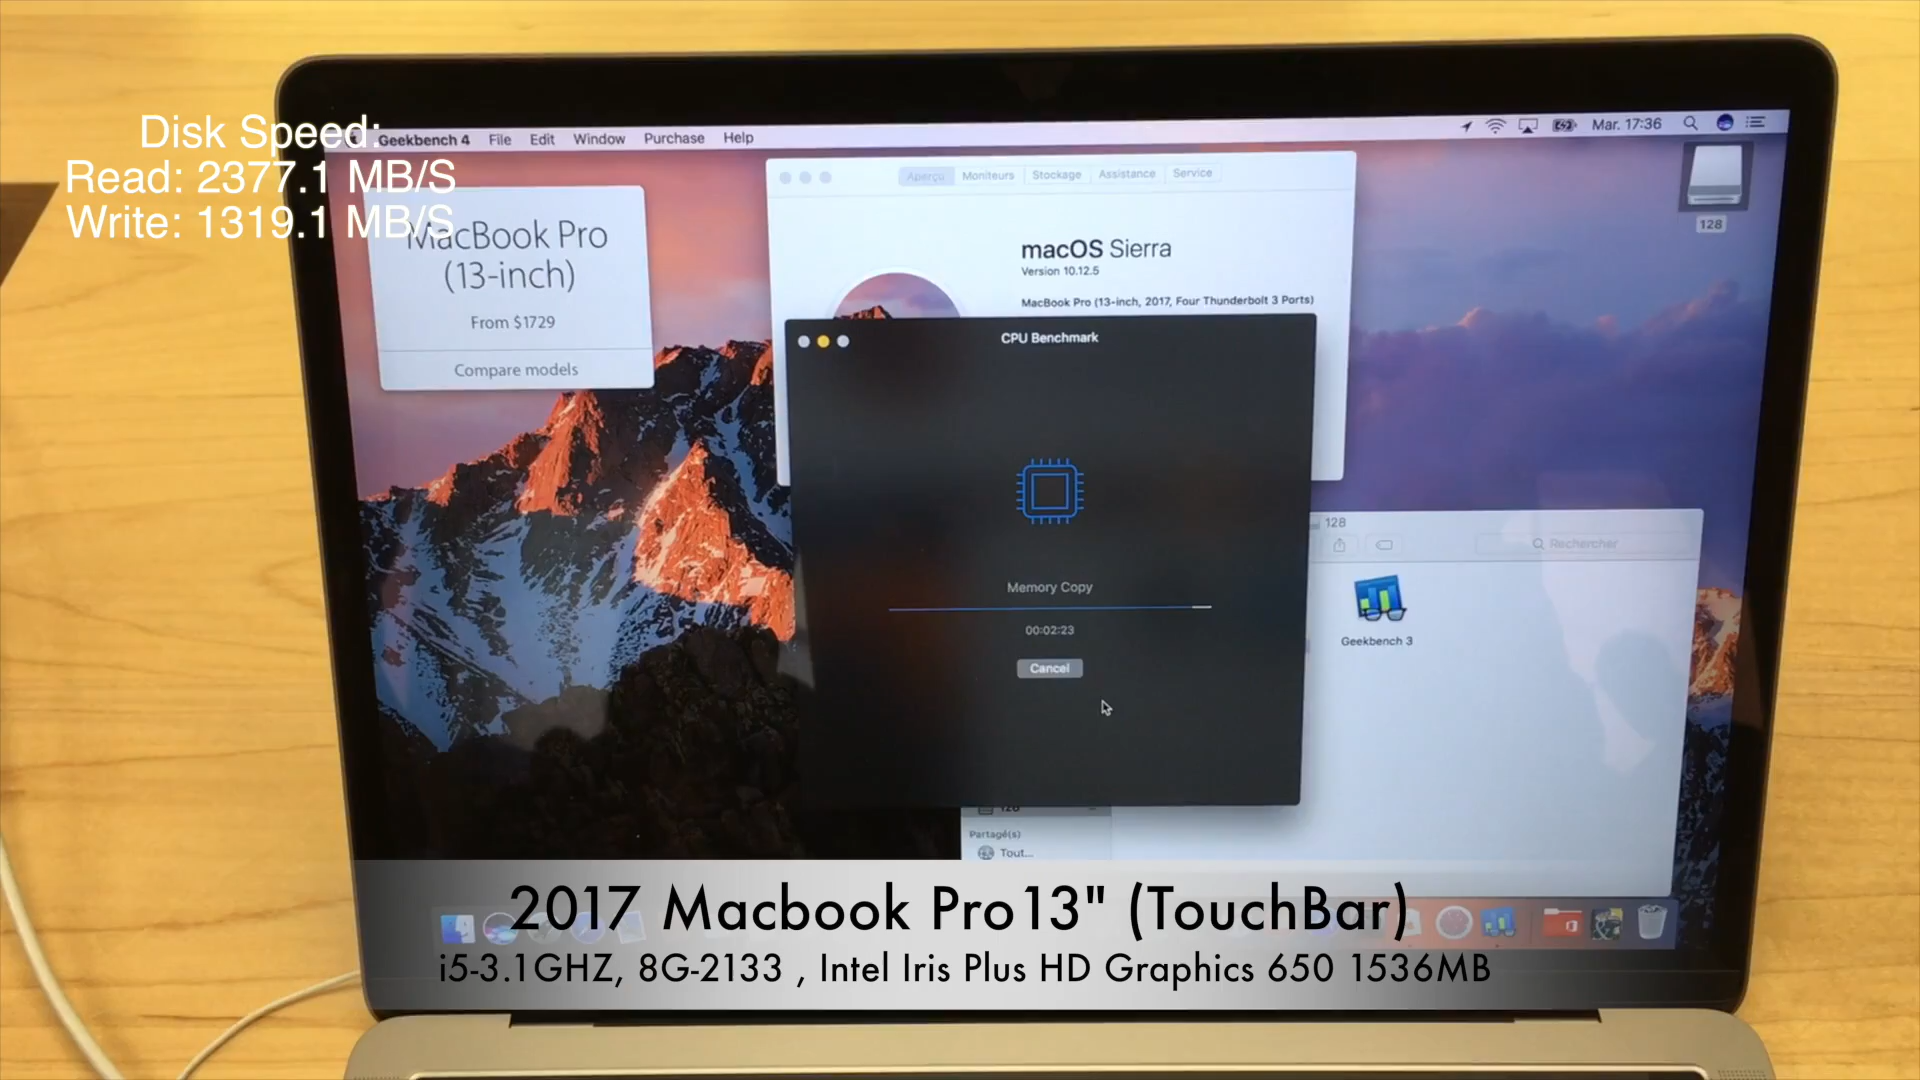 Disk Speed:
Read: 2377.1 MB/S
Write: 1319.1 MB/S
Geekbench 4 File Edit Window Purchase Help
Mar. 17:36
MacBook Pro
(13-inch)
From $1729
Compare models
Aperçu Moniteurs Stockage Assistance Service
macOS Sierra
Version 10.12.5
MacBook Pro (13-inch, 2017, Four Thunderbolt 3 Ports)
128
CPU Benchmark
Memory Copy
00:02:23
Cancel
128
Rechercher
Geekbench 3
128
Partagé(s)
Tout...
2017 Macbook Pro13" (TouchBar)
i5-3.1GHZ, 8G-2133 , Intel Iris Plus HD Graphics 650 1536MB